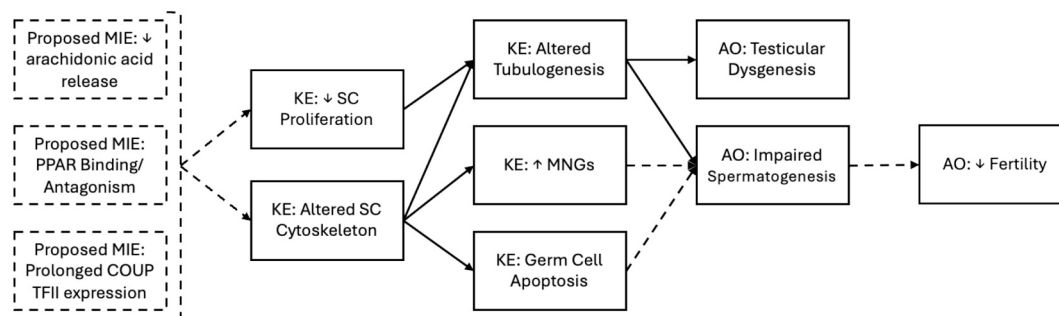 Proposed MIE: ↓
arachidonic acid
release
Proposed MIE:
PPAR Binding/
Antagonism
Proposed MIE:
Prolonged COUP
TFII expression
KE: ↓ SC
Proliferation
KE: Altered SC
Cytoskeleton
KE: Altered
Tubulogenesis
KE: ↑ MNGs
KE: Germ Cell
Apoptosis
AO: Testicular
Dysgenesis
AO: Impaired
Spermatogenesis
AO: ↓ Fertility